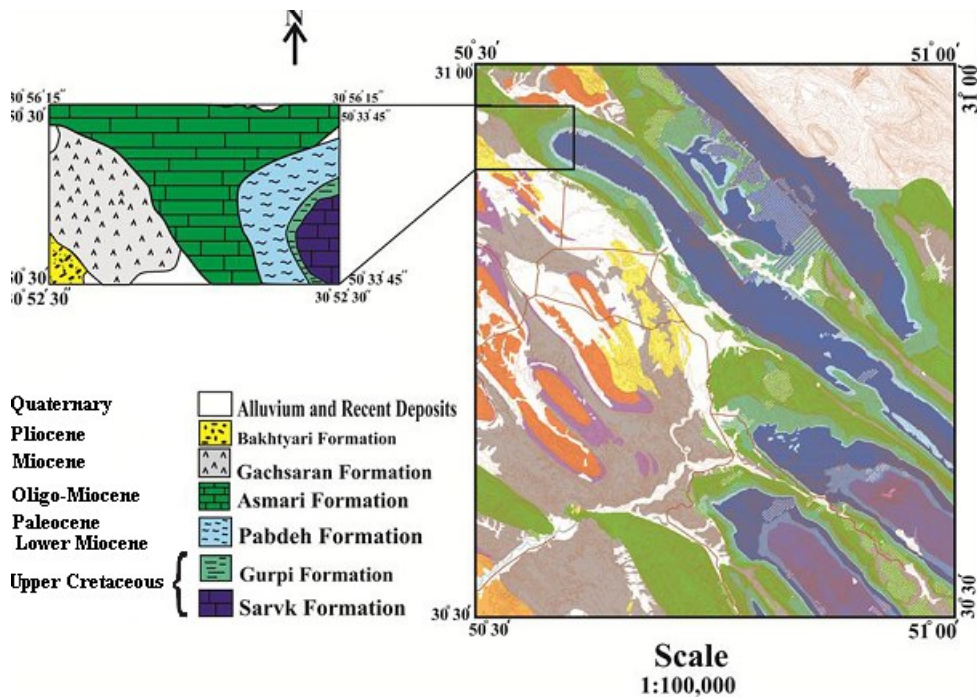 N
50° 30′
51° 00′
31 00′
31° 00′
30° 56′ 15″
30° 56′ 15″
50° 30′
50° 33′ 45″
50° 30′
50° 33′ 45″
30° 52′ 30″
30° 52′ 30″
Quaternary
Alluvium and Recent Deposits
Pliocene
Bakhtyari Formation
Miocene
Gachsaran Formation
Oligo-Miocene
Asmari Formation
Paleocene
Lower Miocene
Pabdeh Formation
Upper Cretaceous
Gurpi Formation
Sarvk Formation
30° 30′
30° 30′
50° 30′
51° 00′
Scale
1:100,000